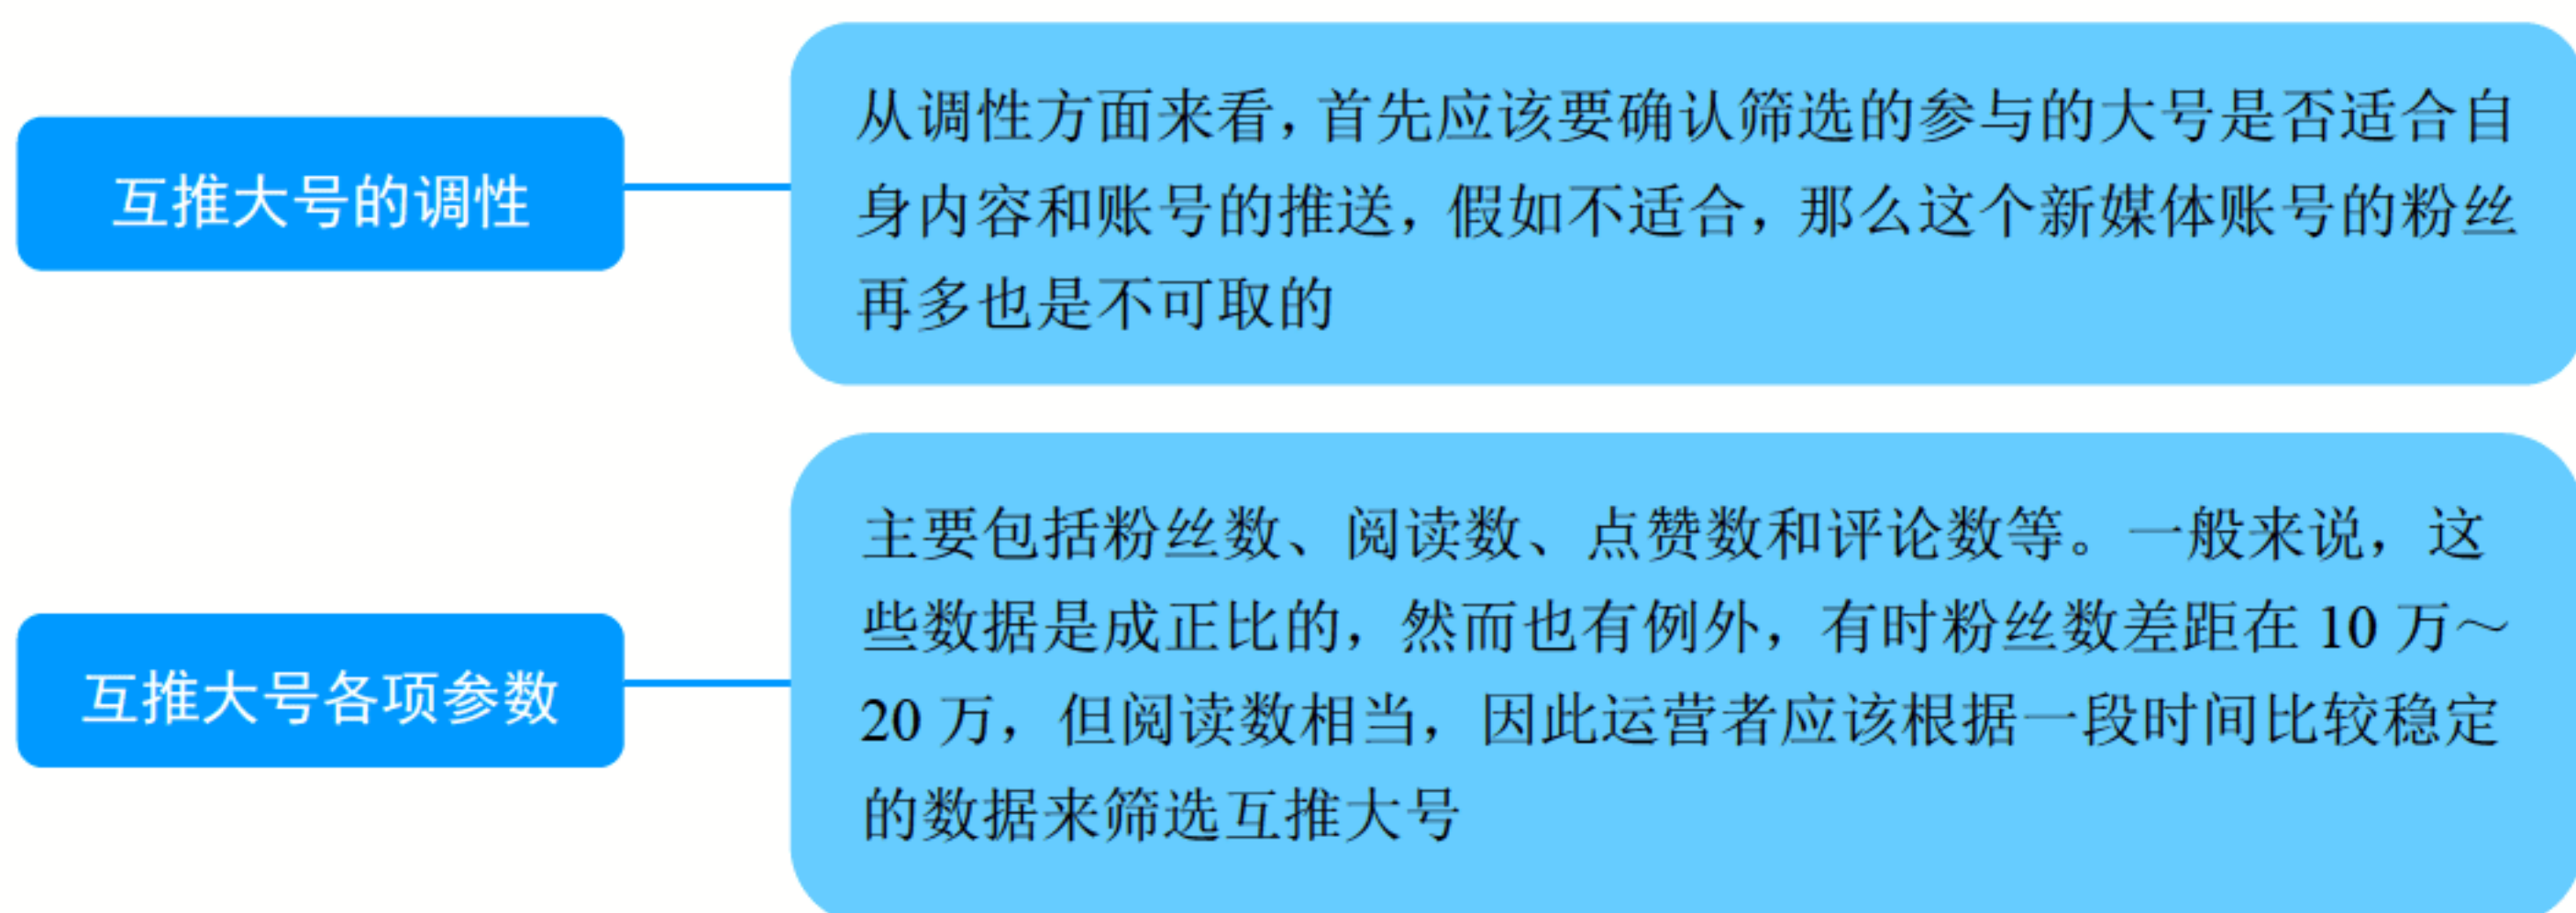 互推大号的调性
从调性方面来看，首先应该要确认筛选的参与的大号是否适合自
身内容和账号的推送，假如不适合，那么这个新媒体账号的粉丝
再多也是不可取的
互推大号各项参数
主要包括粉丝数、阅读数、点赞数和评论数等。一般来说，这
些数据是成正比的，然而也有例外，有时粉丝数差距在 10 万～
20 万，但阅读数相当，因此运营者应该根据一段时间比较稳定
的数据来筛选互推大号